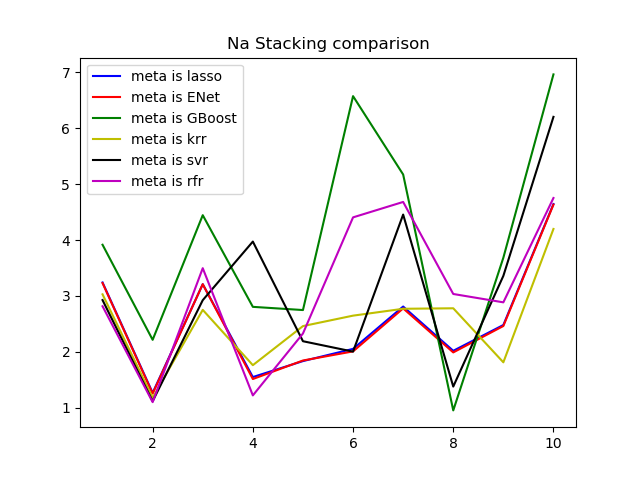 Na Stacking comparison
meta is lasso
meta is ENet
meta is GBoost
meta is krr
meta is svr
meta is rfr
7
6
5
4
3
2
1
2 4 6 8 10